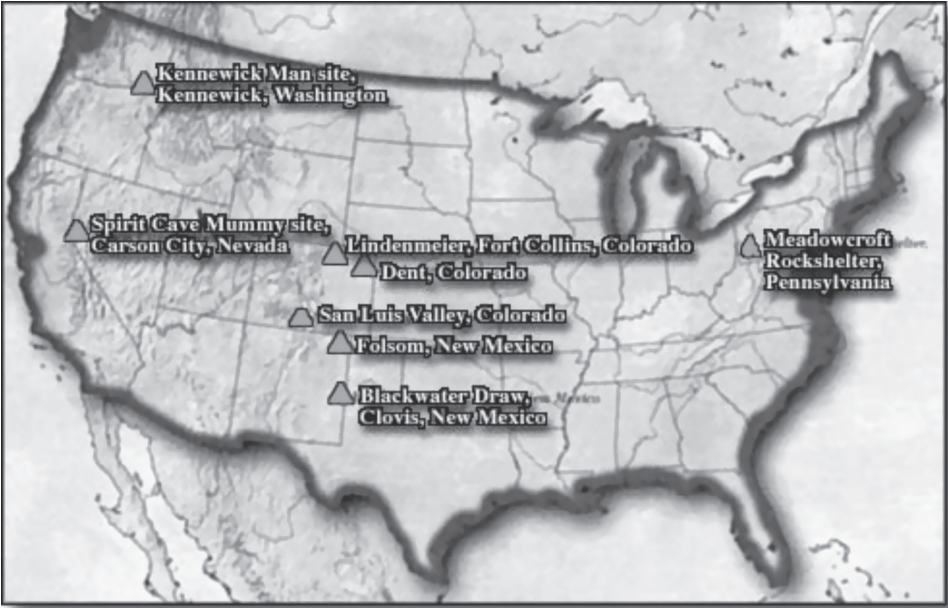 Kennewick Man site,
Kennewick, Washington
Spirit Cave Mummy site,
Carson City, Nevada
Lindenmeier, Fort Collins, Colorado
Dent, Colorado
Meadowcroft
Rockshelter,
Pennsylvania
San Luis Valley, Colorado
Folsom, New Mexico
Blackwater Draw,
Clovis, New Mexico
Mexico